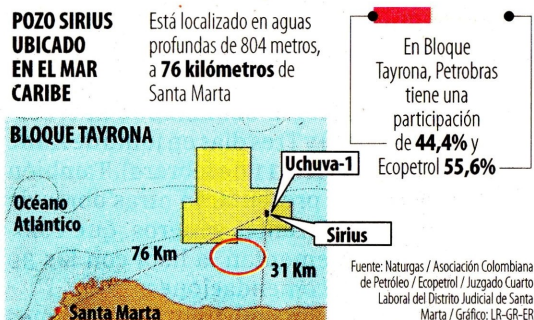 POZO SIRIUS
UBICADO
EN EL MAR
CARIBE
Está localizado en aguas
profundas de 804 metros,
a 76 kilómetros de
Santa Marta
En Bloque
Tayrona, Petrobras
tiene una
participación
de 44,4% y
Ecopetrol 55,6%
BLOQUE TAYRONA
Uchuva-1
Océano
Atlántico
Sirius
76 Km
31 Km
Santa Marta
Fuente: Naturgas / Asociación Colombiana
de Petróleo / Ecopetrol / Juzgado Cuarto
Laboral del Distrito Judicial de Santa
Marta / Gráfico: LR-GR-ER